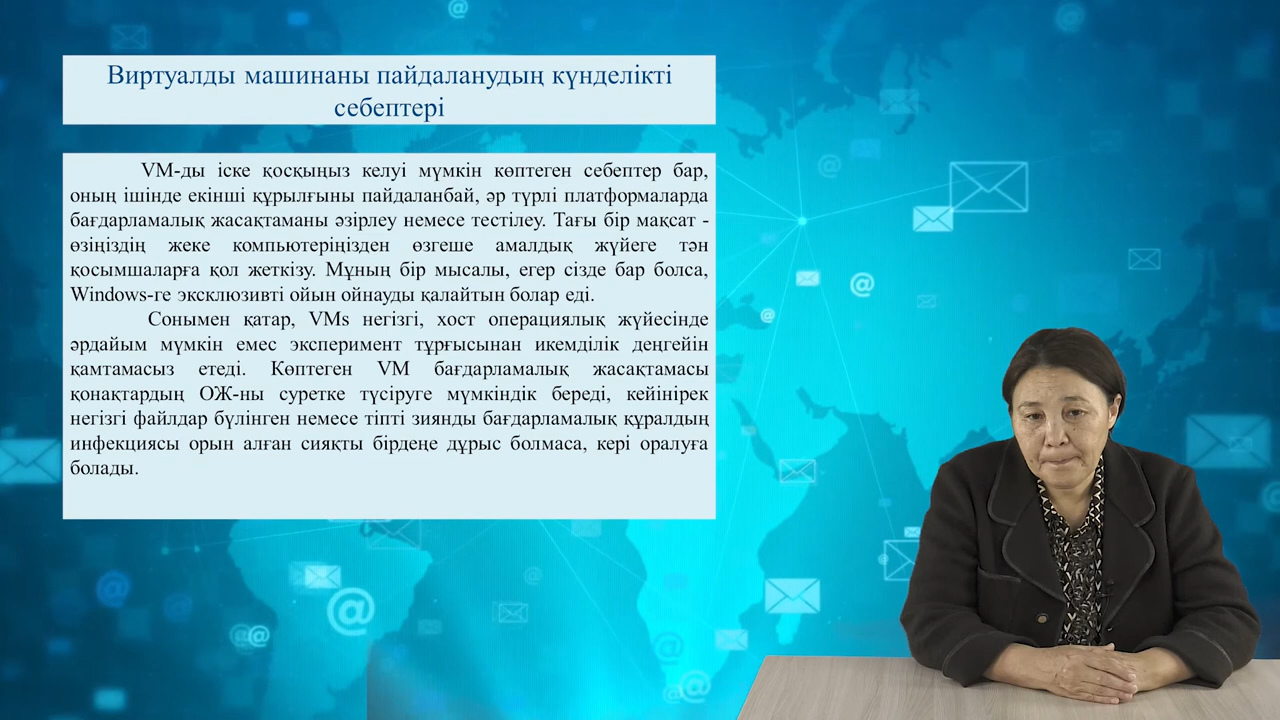 Виртуалды машинаны пайдаланудың күнделікті
себептері
VM-ды іске қосқыңыз келуі мүмкін көптеген себептер бар,
оның ішінде екінші құрылғыны пайдаланбай, әр түрлі платформаларда
бағдарламалық жасақтаманы әзірлеу немесе тестілеу. Тағы бір мақсат -
өзіңіздің жеке компьютеріңізден өзгеше амалдық жүйеге тән
қосымшаларға қол жеткізу. Мұның бір мысалы, егер сізде бар болса,
Windows-ге эксклюзивті ойын ойнауды қалайтын болар еді.
Сонымен қатар, VMs негізгі, хост операциялық жүйесінде
әрдайым мүмкін емес эксперимент тұрғысынан икемділік деңгейін
қамтамасыз етеді. Көптеген VM бағдарламалық жасақтамасы
қонақтардың ОЖ-ны суретке түсіруге мүмкіндік береді, кейінірек
негізгі файлдар бүлінген немесе тіпті зиянды бағдарламалық құралдың
инфекциясы орын алған сияқты бірдеңе дұрыс болмаса, кері оралуға
болады.